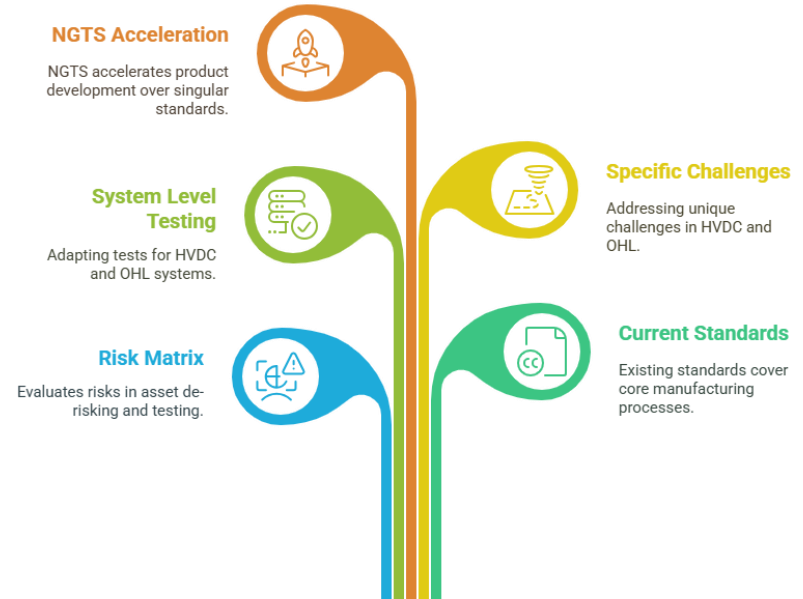 NGTS Acceleration
NGTS accelerates product
development over singular
standards.
Specific Challenges
Addressing unique
challenges in HVDC and
OHL.
System Level
Testing
Adapting tests for HVDC
and OHL systems.
Current Standards
Existing standards cover
core manufacturing
processes.
Risk Matrix
Evaluates risks in asset de-
risking and testing.
CC